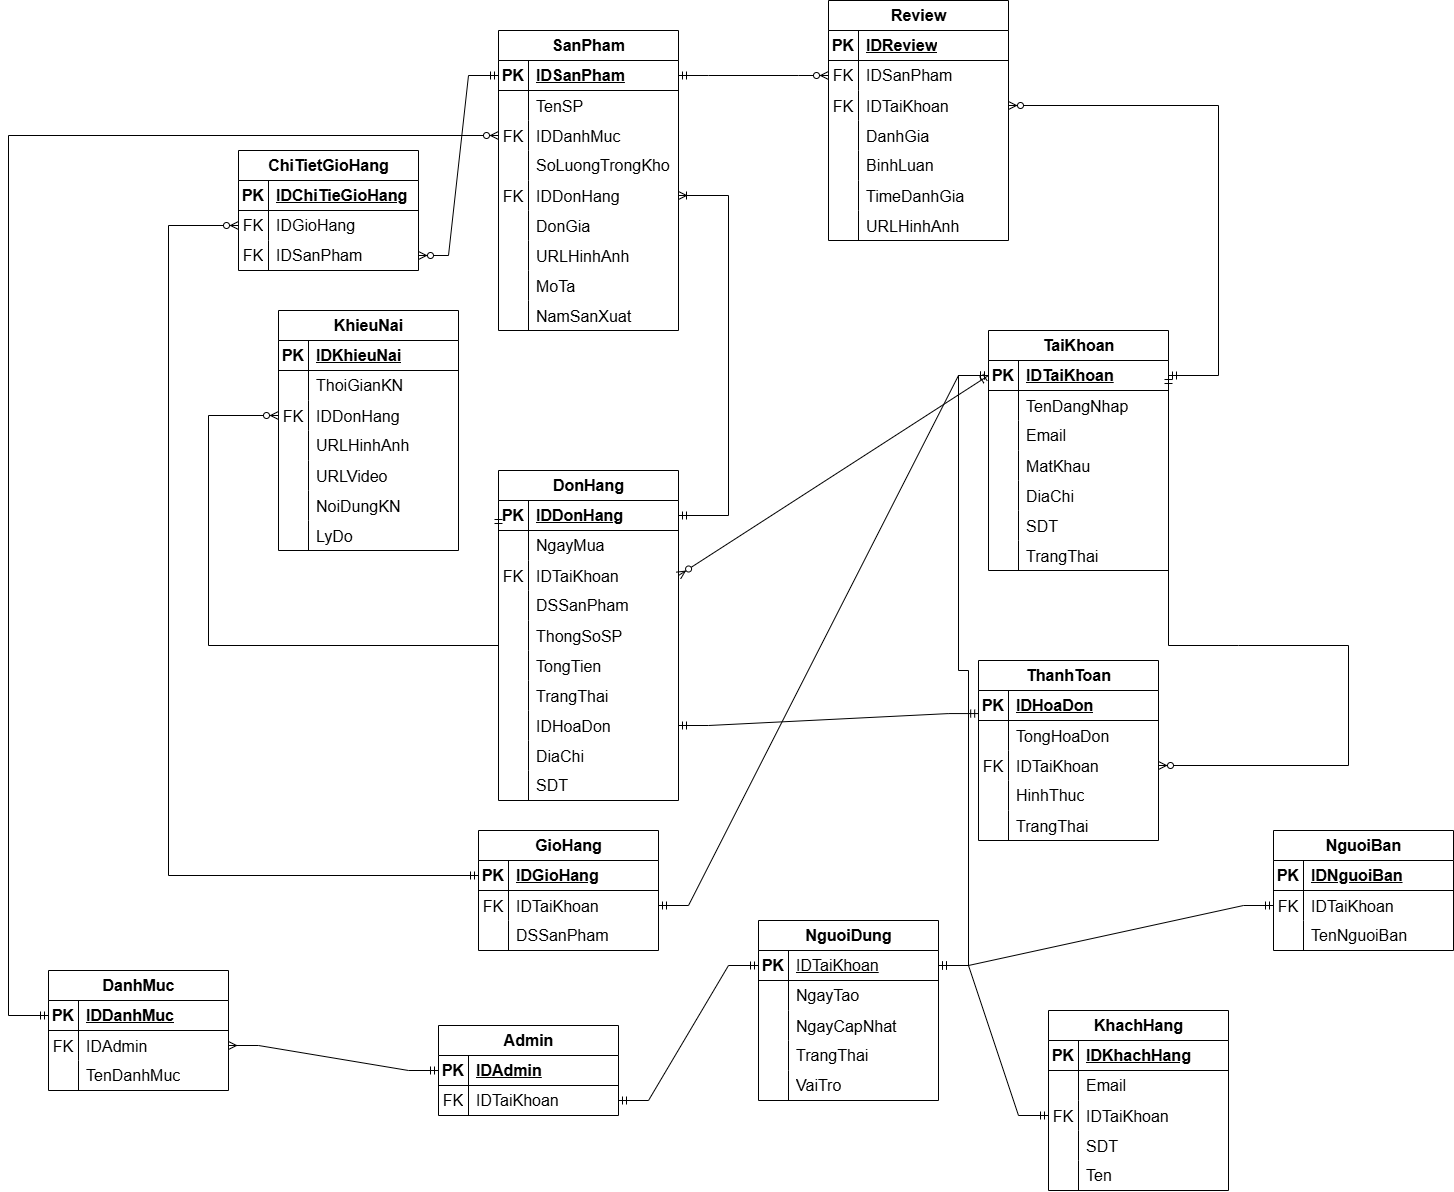 Review
PK IDReview
FK IDSanPham
FK IDTaiKhoan
DanhGia
BinhLuan
TimeDanhGia
URLHinhAnh
SanPham
PK IDSanPham
TenSP
FK IDDanhMuc
SoLuongTrongKho
FK IDDonHang
DonGia
URLHinhAnh
MoTa
NamSanXuat
ChiTietGioHang
PK IDChiTieGioHang
FK IDGioHang
FK IDSanPham
KhieuNai
PK IDKhieuNai
ThoiGianKN
FK IDDonHang
URLHinhAnh
URLVideo
NoiDungKN
LyDo
TaiKhoan
PK IDTaiKhoan
TenDangNhap
Email
MatKhau
DiaChi
SDT
TrangThai
DonHang
PK IDDonHang
NgayMua
FK IDTaiKhoan
DSSanPham
ThongSoSP
TongTien
TrangThai
IDHoaDon
DiaChi
SDT
ThanhToan
PK IDHoaDon
TongHoaDon
FK IDTaiKhoan
HinhThuc
TrangThai
GioHang
PK IDGioHang
FK IDTaiKhoan
DSSanPham
NguoiBan
PK IDNguoiBan
FK IDTaiKhoan
TenNguoiBan
NguoiDung
PK IDTaiKhoan
NgayTao
NgayCapNhat
TrangThai
VaiTro
DanhMuc
PK IDDanhMuc
FK IDAdmin
TenDanhMuc
Admin
PK IDAdmin
FK IDTaiKhoan
KhachHang
PK IDKhachHang
Email
FK IDTaiKhoan
SDT
Ten